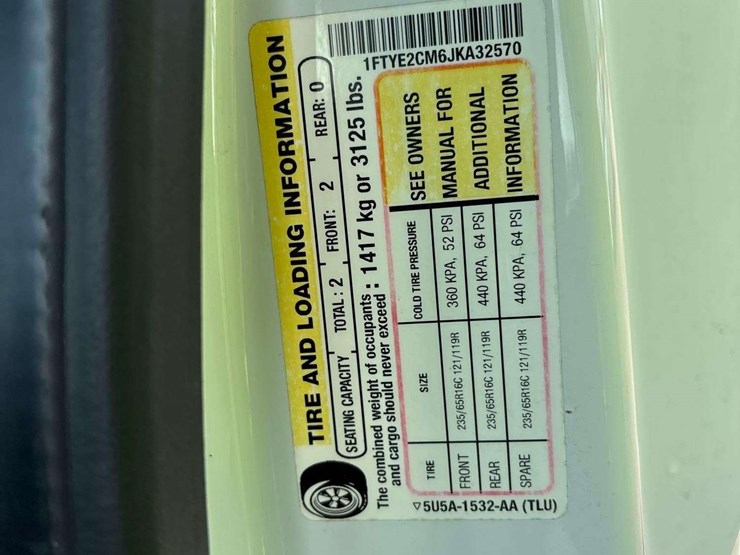 TIRE AND LOADING INFORMATION
SEATING CAPACITY TOTAL: 2 FRONT: 2 REAR: 0
The combined weight of occupants
and cargo should never exceed : 1417 kg or 3125 lbs.
1FTYE2CM6JKA32570
TIRE SIZE COLD TIRE PRESSURE
FRONT 235/65R16C 121/119R 360 KPA, 52 PSI
REAR 235/65R16C 121/119R 440 KPA, 64 PSI
SPARE 235/65R16C 121/119R 440 KPA, 64 PSI
SEE OWNERS
MANUAL FOR
ADDITIONAL
INFORMATION
▽5U5A-1532-AA (TLU)